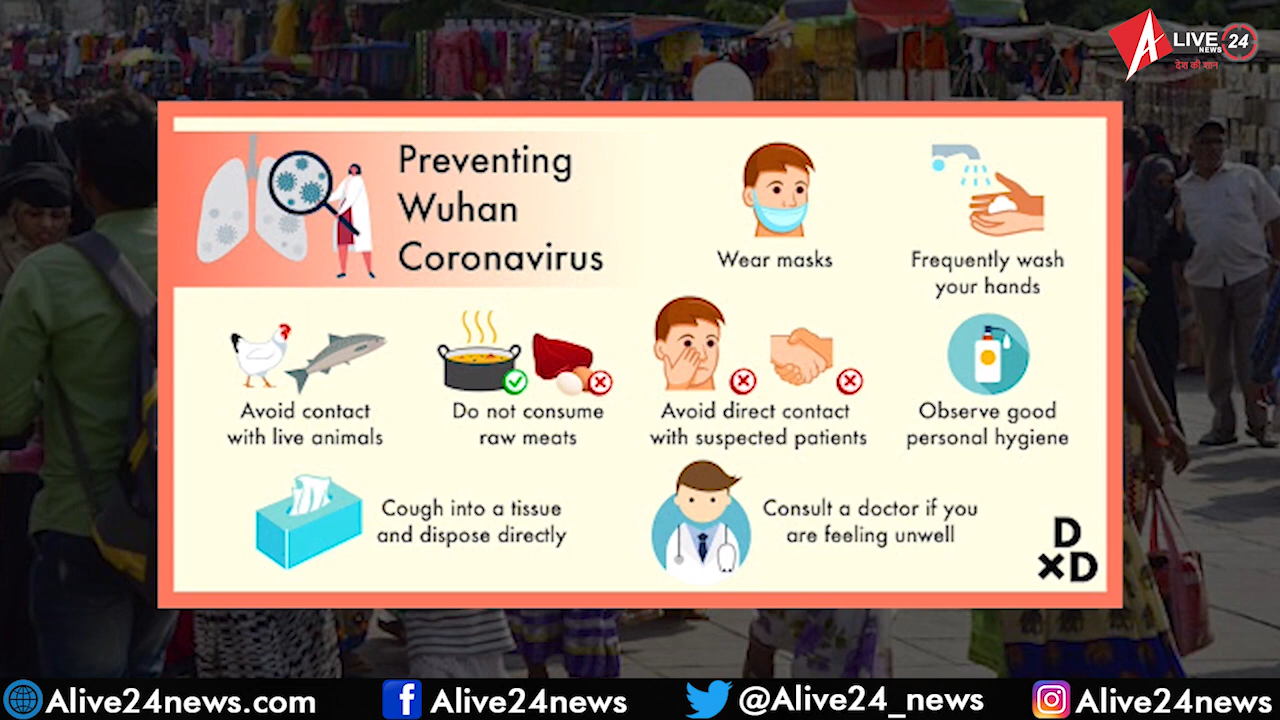 A
LIVE
NEWS
24
देश की शान
Preventing
Wuhan
Coronavirus
Wear masks
Frequently wash
your hands
Avoid contact
with live animals
Do not consume
raw meats
Avoid direct contact
with suspected patients
Observe good
personal hygiene
Cough into a tissue
and dispose directly
Consult a doctor if you
are feeling unwell
D
×D
Alive24news.com
f Alive24news
@Alive24_news
Alive24news